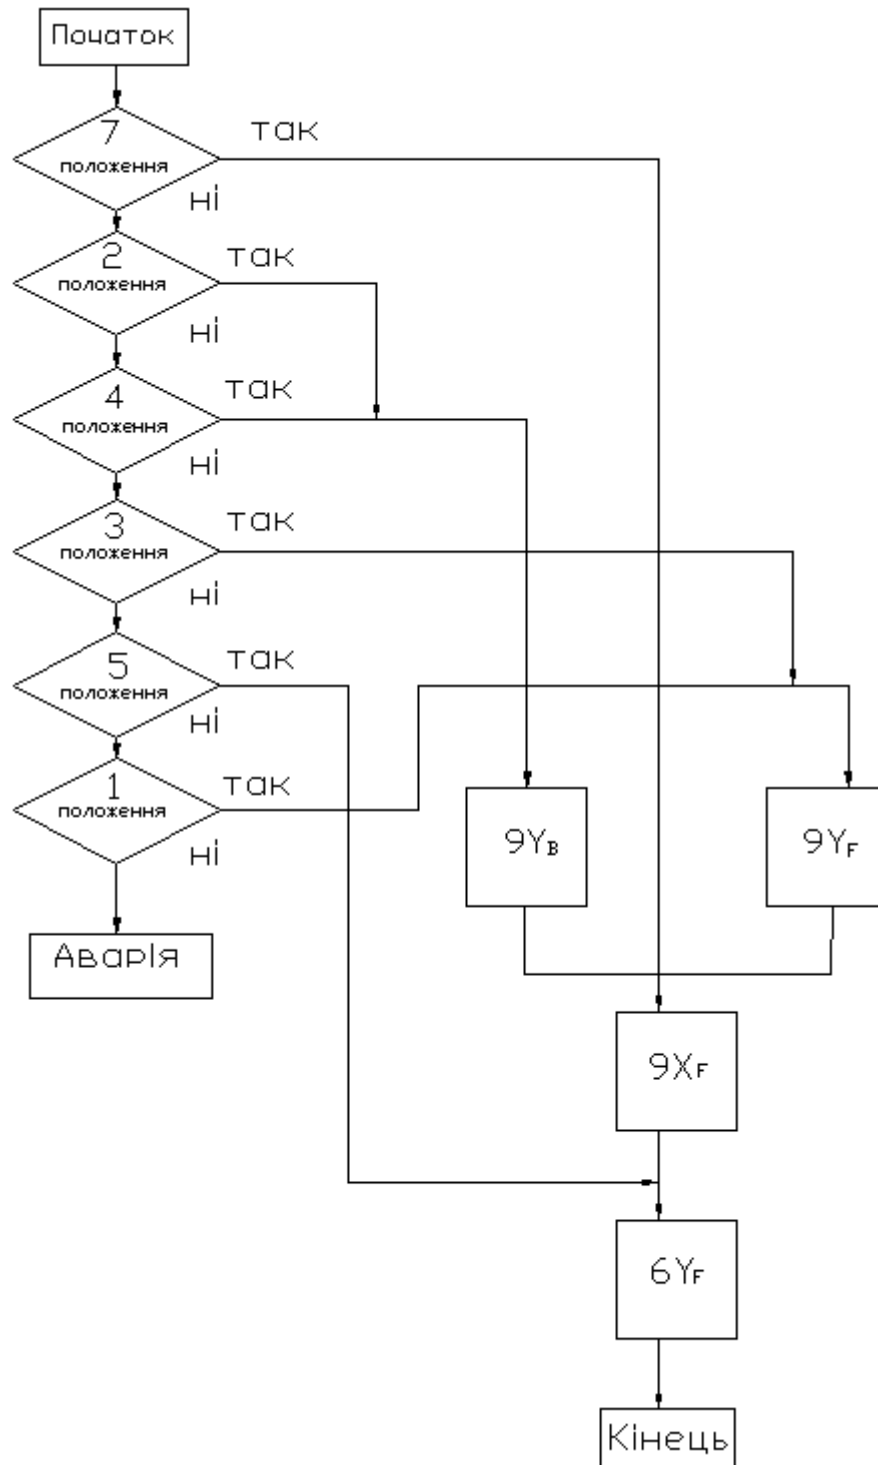 Початок
7
положення
так
ні
2
положення
так
ні
4
положення
так
ні
3
положення
так
ні
5
положення
так
ні
1
положення
так
ні
Аварія
9YB
9YF
9XF
6YF
Кінець